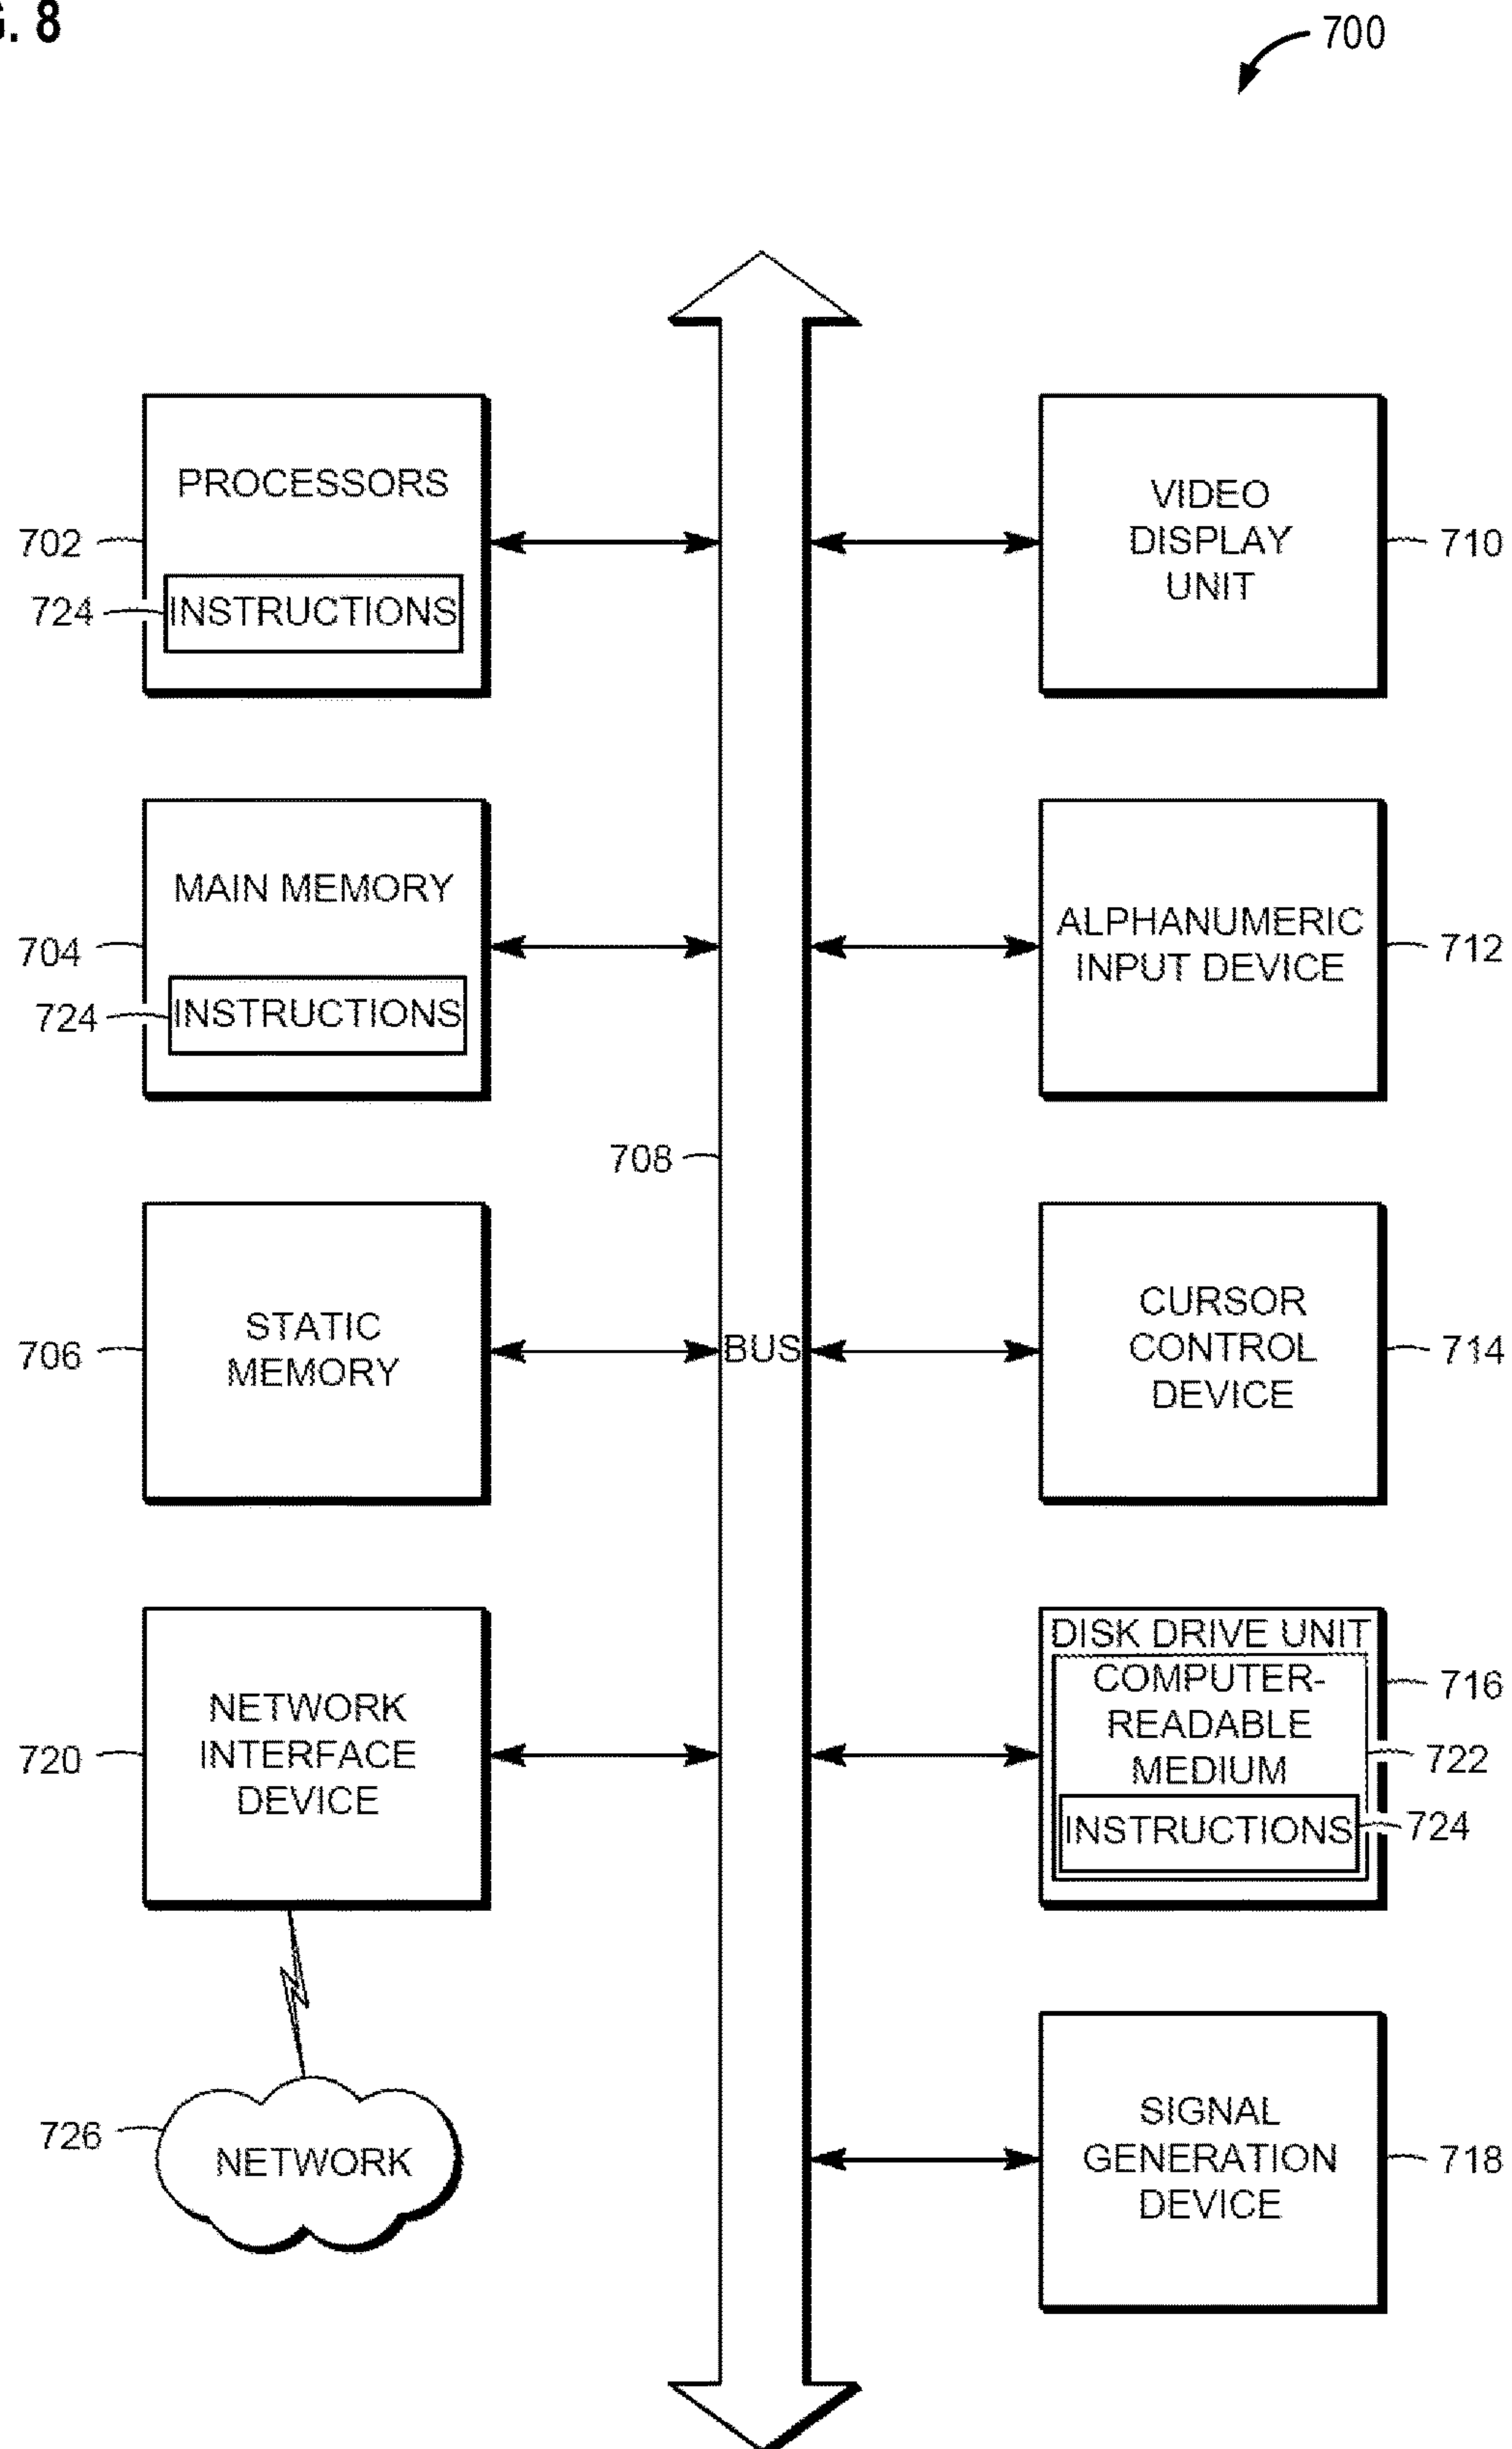 G. 8
700
PROCESSORS
702
724
INSTRUCTIONS
VIDEO
DISPLAY
UNIT
710
MAIN MEMORY
704
724
INSTRUCTIONS
ALPHANUMERIC
INPUT DEVICE
712
708
BUS
STATIC
MEMORY
706
CURSOR
CONTROL
DEVICE
714
NETWORK
INTERFACE
DEVICE
720
DISK DRIVE UNIT
716
COMPUTER-
READABLE
MEDIUM
722
INSTRUCTIONS
724
726
NETWORK
SIGNAL
GENERATION
DEVICE
718